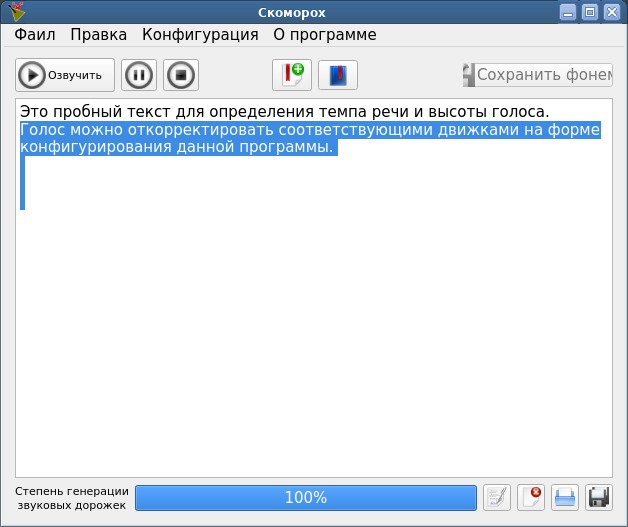 Скоморох
Фаил Правка Конфигурация О программе
Озвучить
Сохранить фонем
Это пробный текст для определения темпа речи и высоты голоса.
Голос можно откорректировать соответствующими движками на форме
конфигурирования данной программы.
Степень генерации
звуковых дорожек
100%